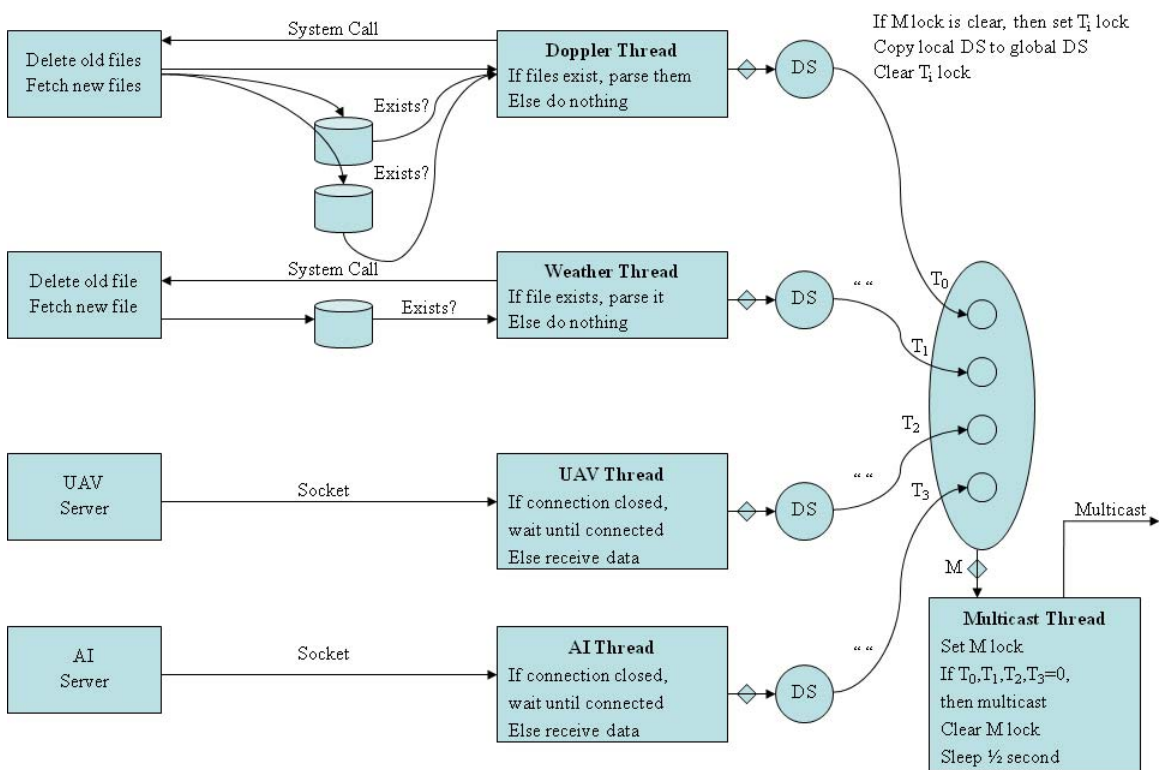 System Call
Delete old files
Fetch new files
Doppler Thread
If files exist, parse them
Else do nothing
Exists?
Exists?
DS
If M lock is clear, then set Ti lock
Copy local DS to global DS
Clear Ti lock
System Call
Delete old file
Fetch new file
Exists?
Weather Thread
If file exists, parse it
Else do nothing
DS
“ “
T0
T1
T2
T3
UAV
Server
Socket
UAV Thread
If connection closed,
wait until connected
Else receive data
DS
“ “
Multicast
M
AI
Server
Socket
AI Thread
If connection closed,
wait until connected
Else receive data
DS
“ “
Multicast Thread
Set M lock
If T0,T1,T2,T3=0,
then multicast
Clear M lock
Sleep ½ second